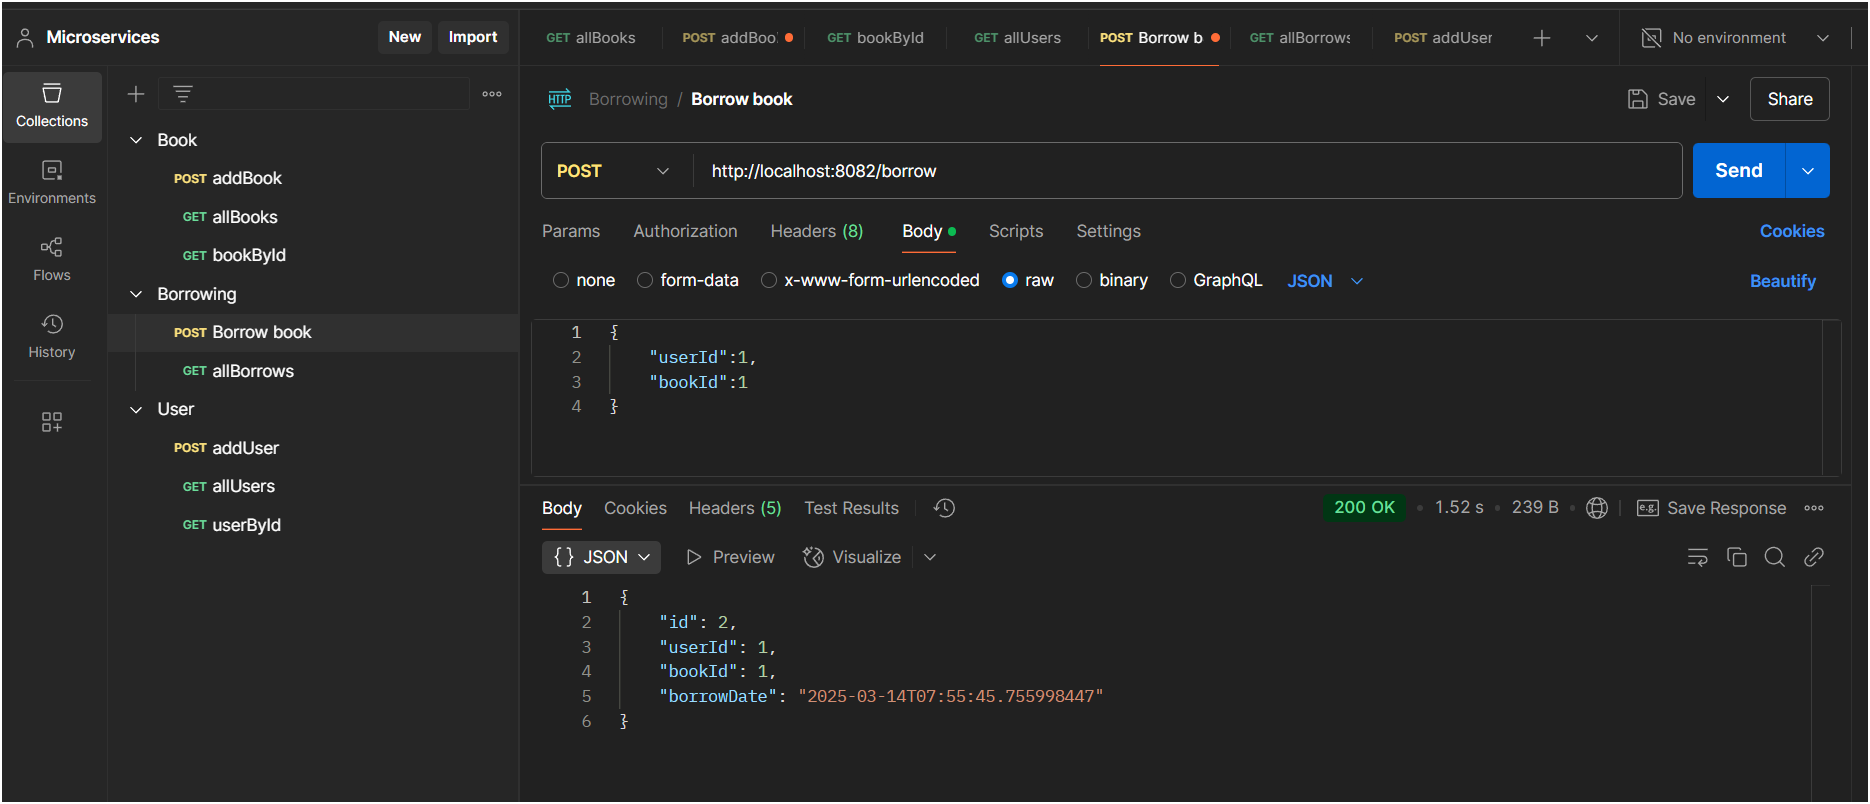 Microservices
New
Import
GET allBooks
POST addBoo
GET bookById
GET allUsers
POST Borrow b
GET allBorrows
POST addUser
No environment
Collections
Environments
Flows
History
Book
POST addBook
GET allBooks
GET bookById
Borrowing
POST Borrow book
GET allBorrows
User
POST addUser
GET allUsers
GET userById
HTTP
Borrowing / Borrow book
Save
Share
POST
http://localhost:8082/borrow
Send
Params
Authorization
Headers (8)
Body
Scripts
Settings
Cookies
none
form-data
x-www-form-urlencoded
raw
binary
GraphQL
JSON
Beautify
1 {
2 "userId":1,
3 "bookId":1
4 }
Body
Cookies
Headers (5)
Test Results
200 OK
1.52 s
239 B
e.g. Save Response
{} JSON
Preview
Visualize
1 {
2 "id": 2,
3 "userId": 1,
4 "bookId": 1,
5 "borrowDate": "2025-03-14T07:55:45.755998447"
6 }